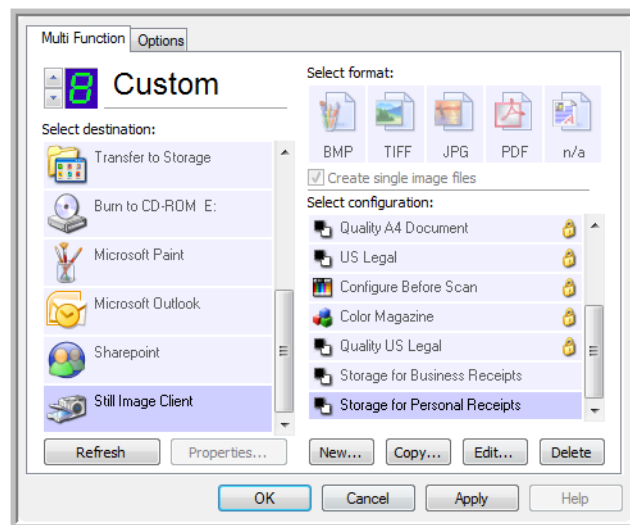 Multi Function
Options
8
Custom
Select destination:
Transfer to Storage
Burn to CD-ROM E:
Microsoft Paint
Microsoft Outlook
Sharepoint
Still Image Client
Refresh
Properties...
Select format:
BMP
TIFF
JPG
PDF
n/a
Create single image files
Select configuration:
Quality A4 Document
US Legal
Configure Before Scan
Color Magazine
Quality US Legal
Storage for Business Receipts
Storage for Personal Receipts
New...
Copy...
Edit...
Delete
OK
Cancel
Apply
Help